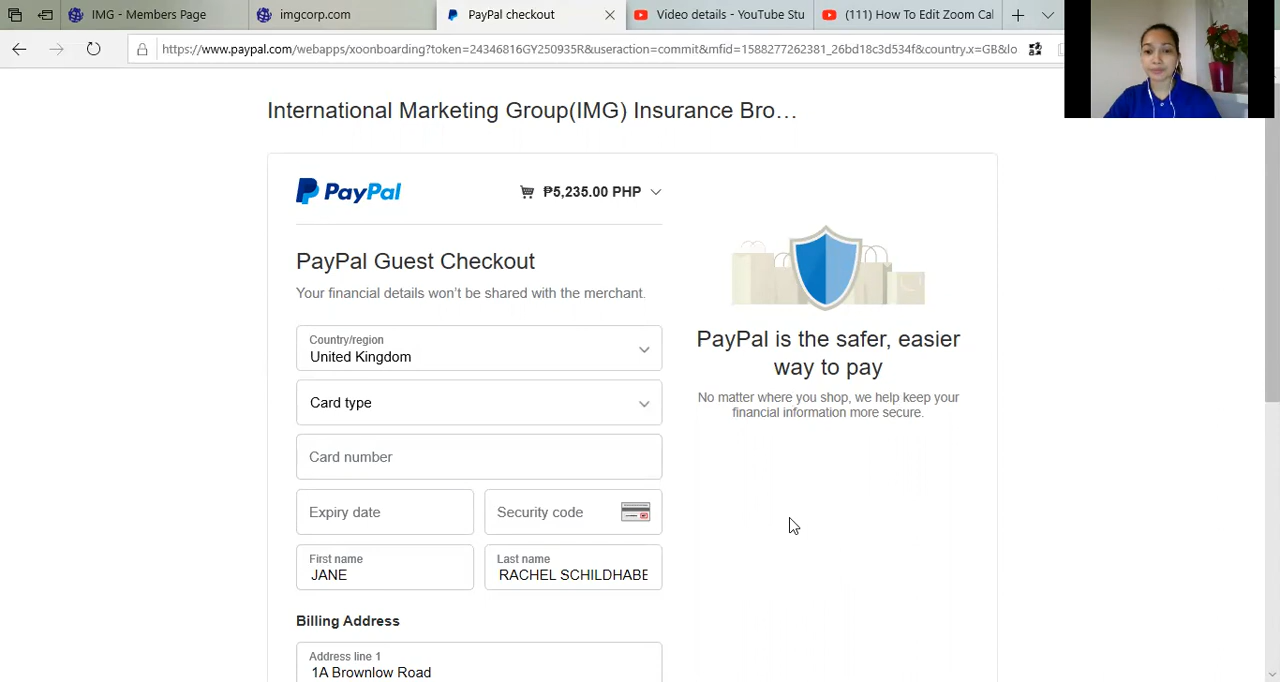 IMG - Members Page
imgcorp.com
PayPal checkout
Video details - YouTube Stu
(111) How To Edit Zoom Cal
https://www.paypal.com/webapps/xoonboarding?token=24346816GY250935R&useraction=commit&mfid=1588277262381_26bd18c3d534f&country.x=GB&lo
International Marketing Group(IMG) Insurance Bro…
PayPal
₱5,235.00 PHP
PayPal Guest Checkout
Your financial details won't be shared with the merchant.
Country/region
United Kingdom
Card type
Card number
Expiry date
Security code
First name
JANE
Last name
RACHEL SCHILDHABE
Billing Address
Address line 1
1A Brownlow Road
PayPal is the safer, easier
way to pay
No matter where you shop, we help keep your
financial information more secure.